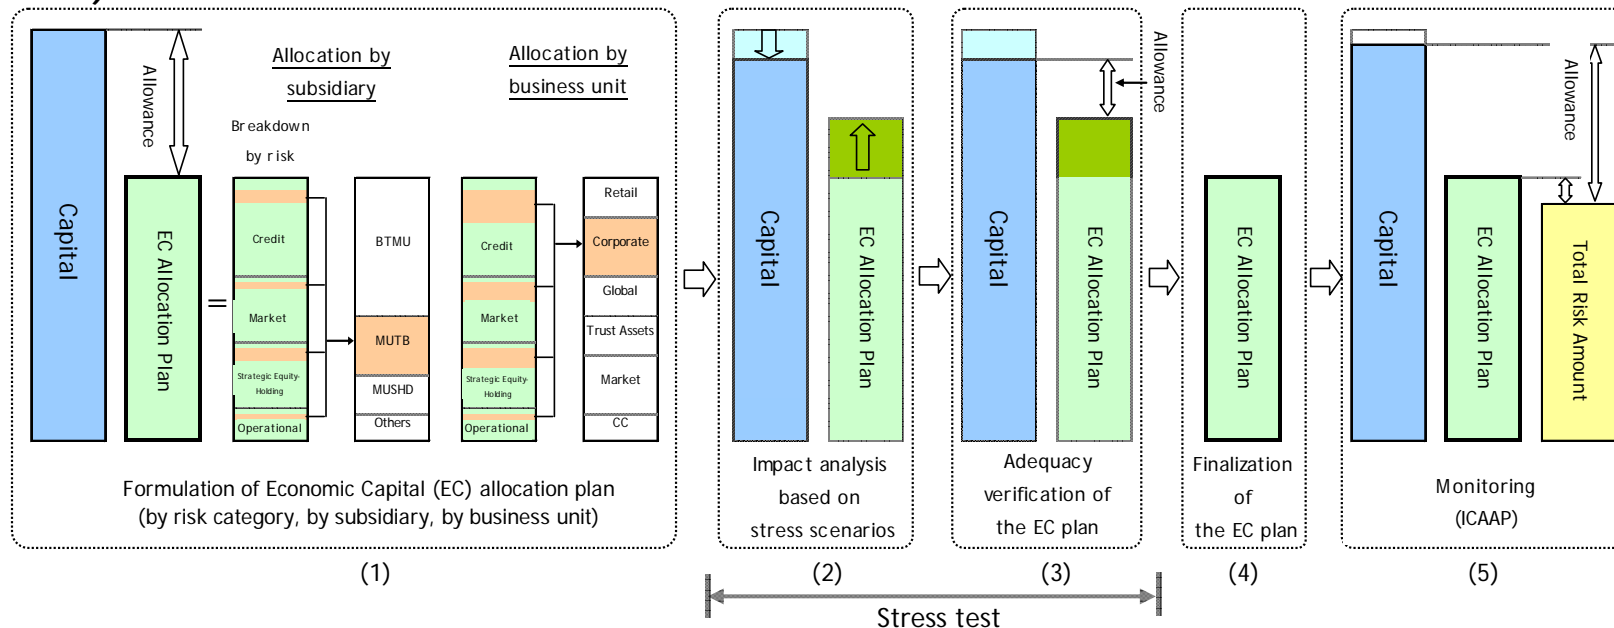 Capital
Allowance
EC Allocation Plan
=
Allocation by
subsidiary
Breakdown
by risk
Credit
Market
Strategic Equity-
Holding
Operational
BTMU
MUTB
MUSHD
Others
Allocation by
business unit
Credit
Market
Strategic Equity-
Holding
Operational
Retail
Corporate
Global
Trust Assets
Market
CC
Formulation of Economic Capital (EC) allocation plan
(by risk category, by subsidiary, by business unit)
(1)
Capital
EC Allocation Plan
Impact analysis
based on
stress scenarios
(2)
Capital
Allowance
EC Allocation Plan
Adequacy
verification of
the EC plan
(3)
Stress test
EC Allocation Plan
Finalization
of
the EC plan
(4)
Capital
EC Allocation Plan
Allowance
Total Risk Amount
Monitoring
(ICAAP)
(5)